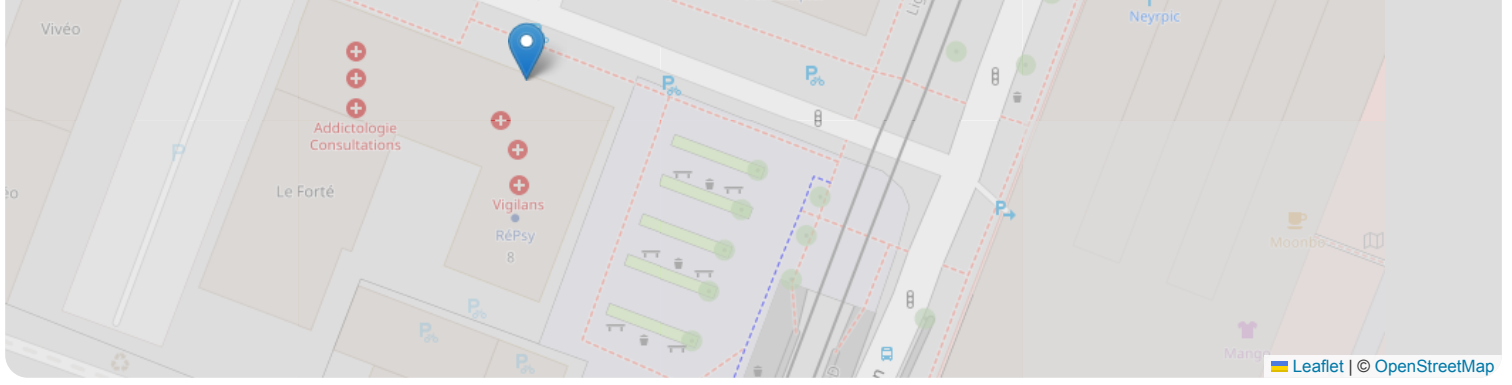 Vivéo
Neyrpic
P
P
P
Addictologie
Consultations
P
Le Forté
Vigilans
RéPsy
8
P
Moonbo
P
P
P
Mango
Leaflet | © OpenStreetMap